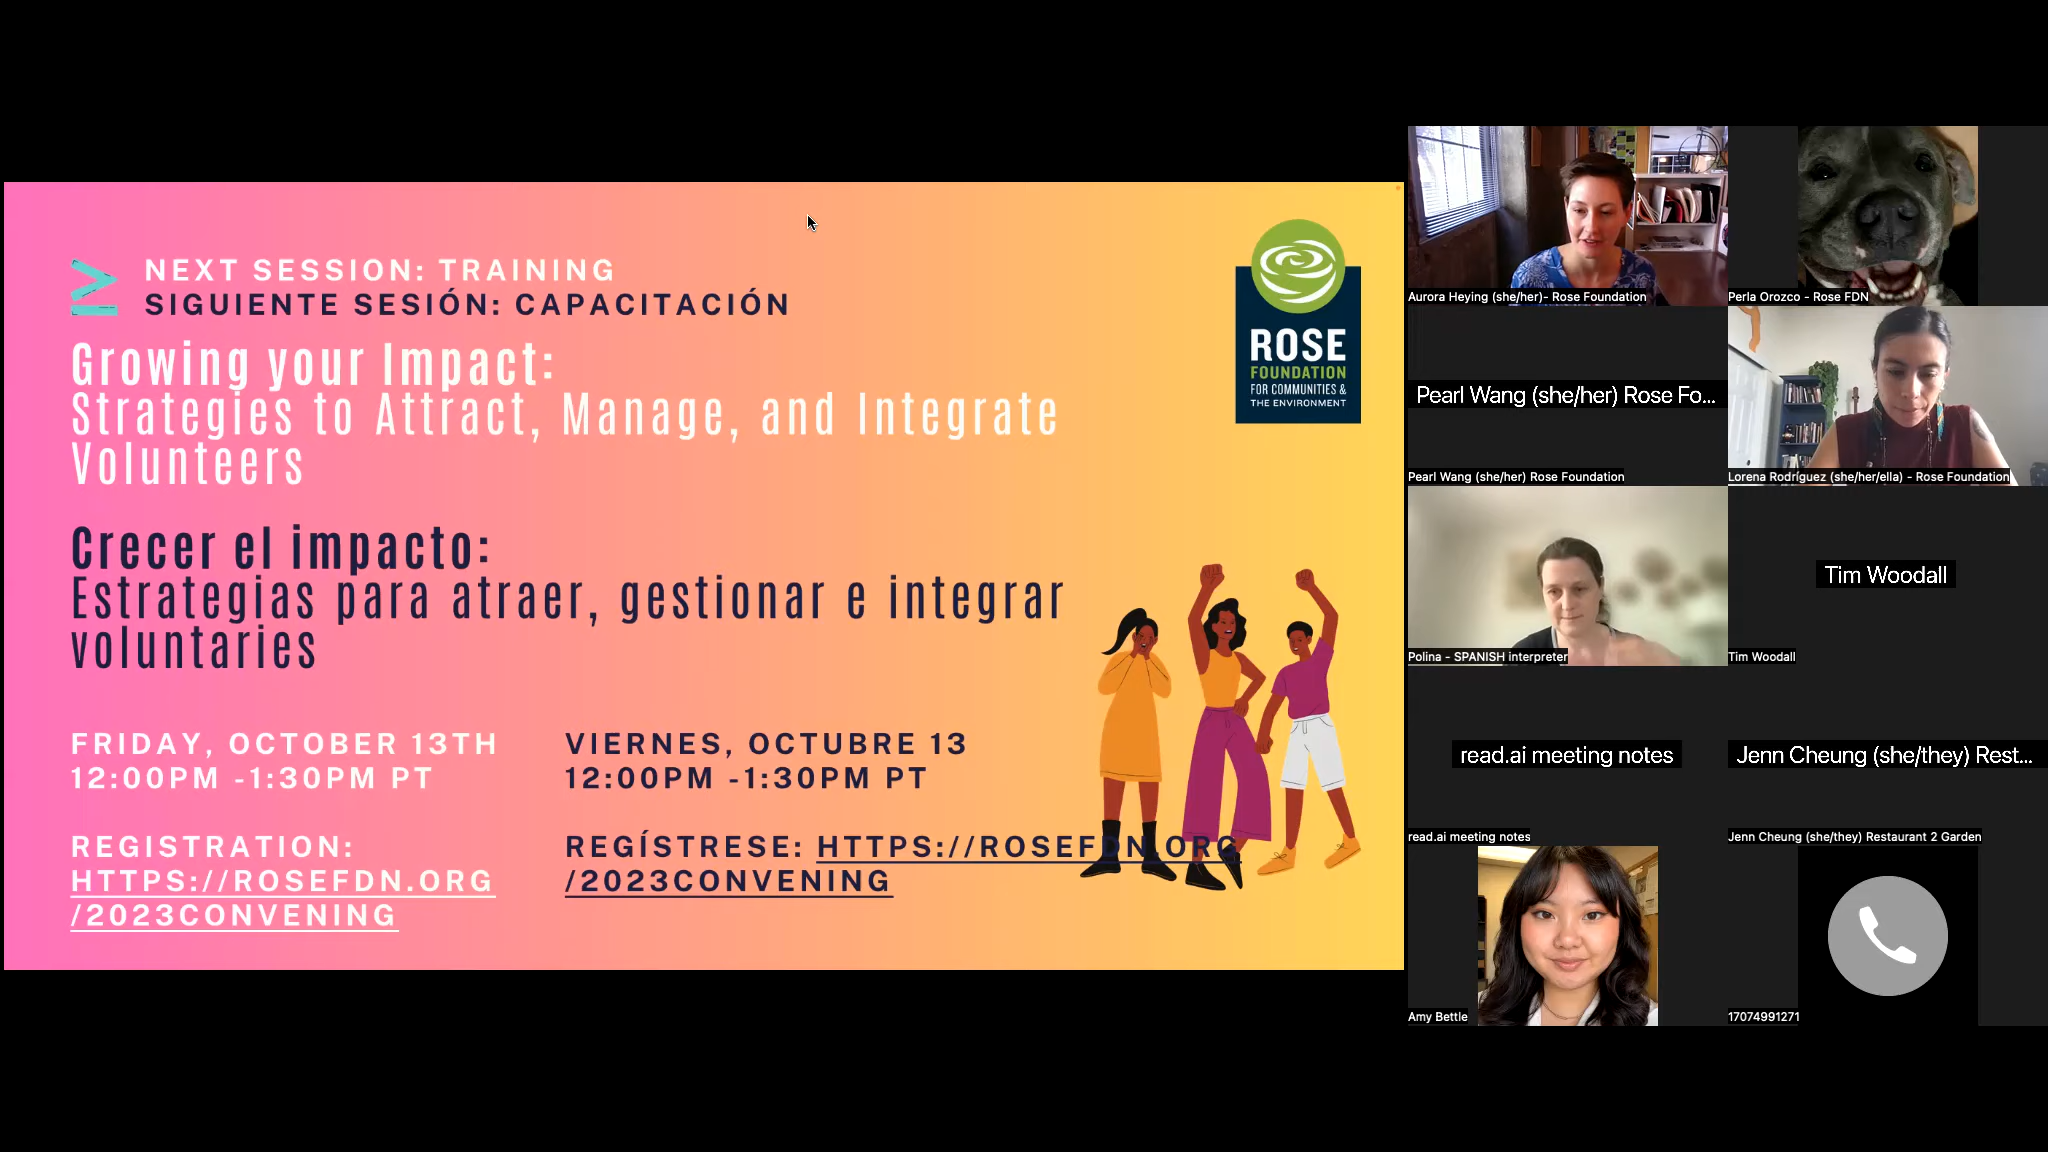 NEXT SESSION: TRAINING
SIGUIENTE SESIÓN: CAPACITACIÓN
Growing your Impact:
Strategies to Attract, Manage, and Integrate
Volunteers
Crecer el impacto:
Estrategias para atraer, gestionar e integrar
voluntaries
FRIDAY, OCTOBER 13TH
12:00PM -1:30PM PT
VIERNES, OCTUBRE 13
12:00PM -1:30PM PT
REGISTRATION:
HTTPS://ROSEFDN.ORG
/2023CONVENING
REGÍSTRESE: HTTPS://ROSEFDN.ORG
/2023CONVENING
ROSE
FOUNDATION
FOR COMMUNITIES &
THE ENVIRONMENT
Aurora Heying (she/her)- Rose Foundation
Perla Orozco - Rose FDN
Pearl Wang (she/her) Rose Fo...
Pearl Wang (she/her) Rose Foundation
Lorena Rodríguez (she/her/ella) - Rose Foundation
Polina - SPANISH interpreter
Tim Woodall
Tim Woodall
read.ai meeting notes
read.ai meeting notes
Jenn Cheung (she/they) Rest...
Jenn Cheung (she/they) Restaurant 2 Garden
Amy Bettle
17074991271